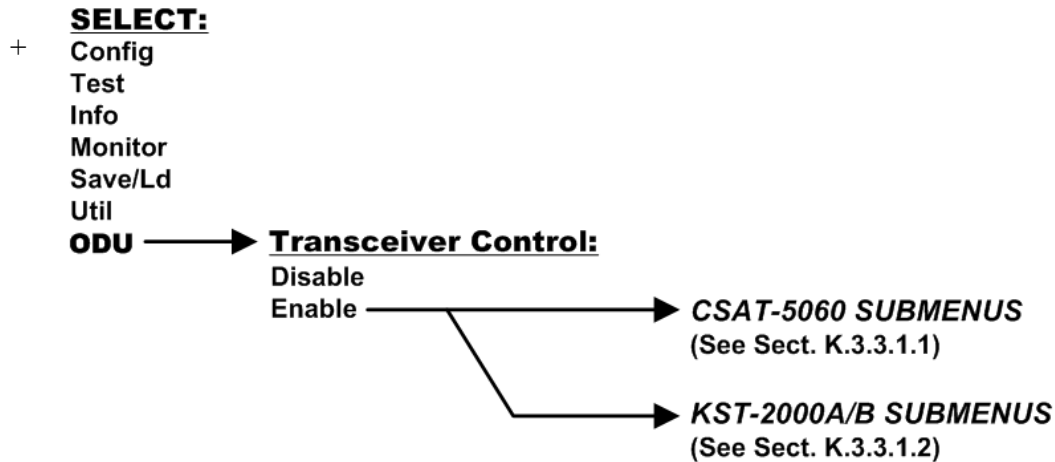 SELECT:
Config
Test
Info
Monitor
Save/Ld
Util
ODU
Transceiver Control:
Disable
Enable
CSAT-5060 SUBMENUS
(See Sect. K.3.3.1.1)
KST-2000A/B SUBMENUS
(See Sect. K.3.3.1.2)